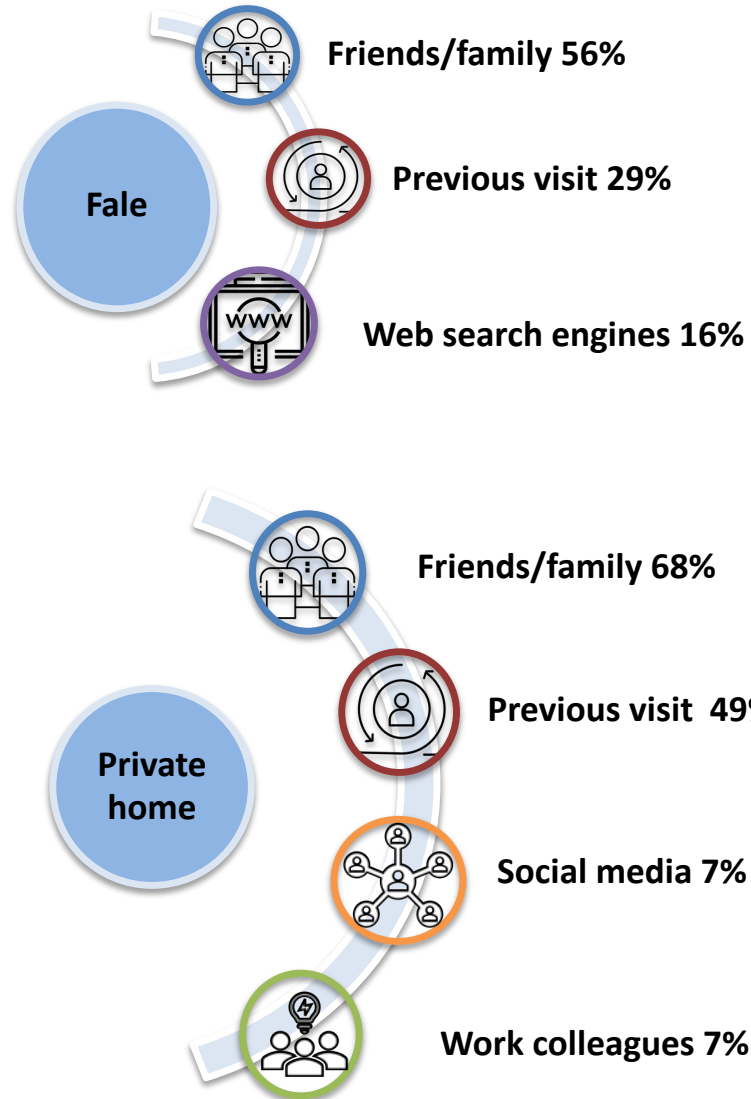 Friends/family 56%
Previous visit 29%
Fale
www
Web search engines 16%
Friends/family 68%
Previous visit 49%
Private
home
Social media 7%
Work colleagues 7%